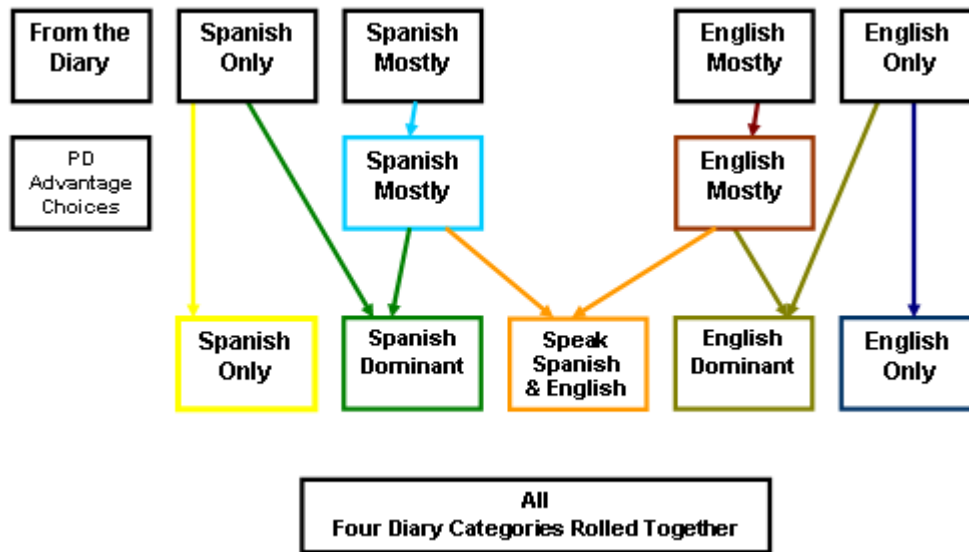 From the
Diary
Spanish
Only
Spanish
Mostly
English
Mostly
English
Only
PD
Advantage
Choices
Spanish
Mostly
English
Mostly
Spanish
Only
Spanish
Dominant
Speak
Spanish
& English
English
Dominant
English
Only
All
Four Diary Categories Rolled Together